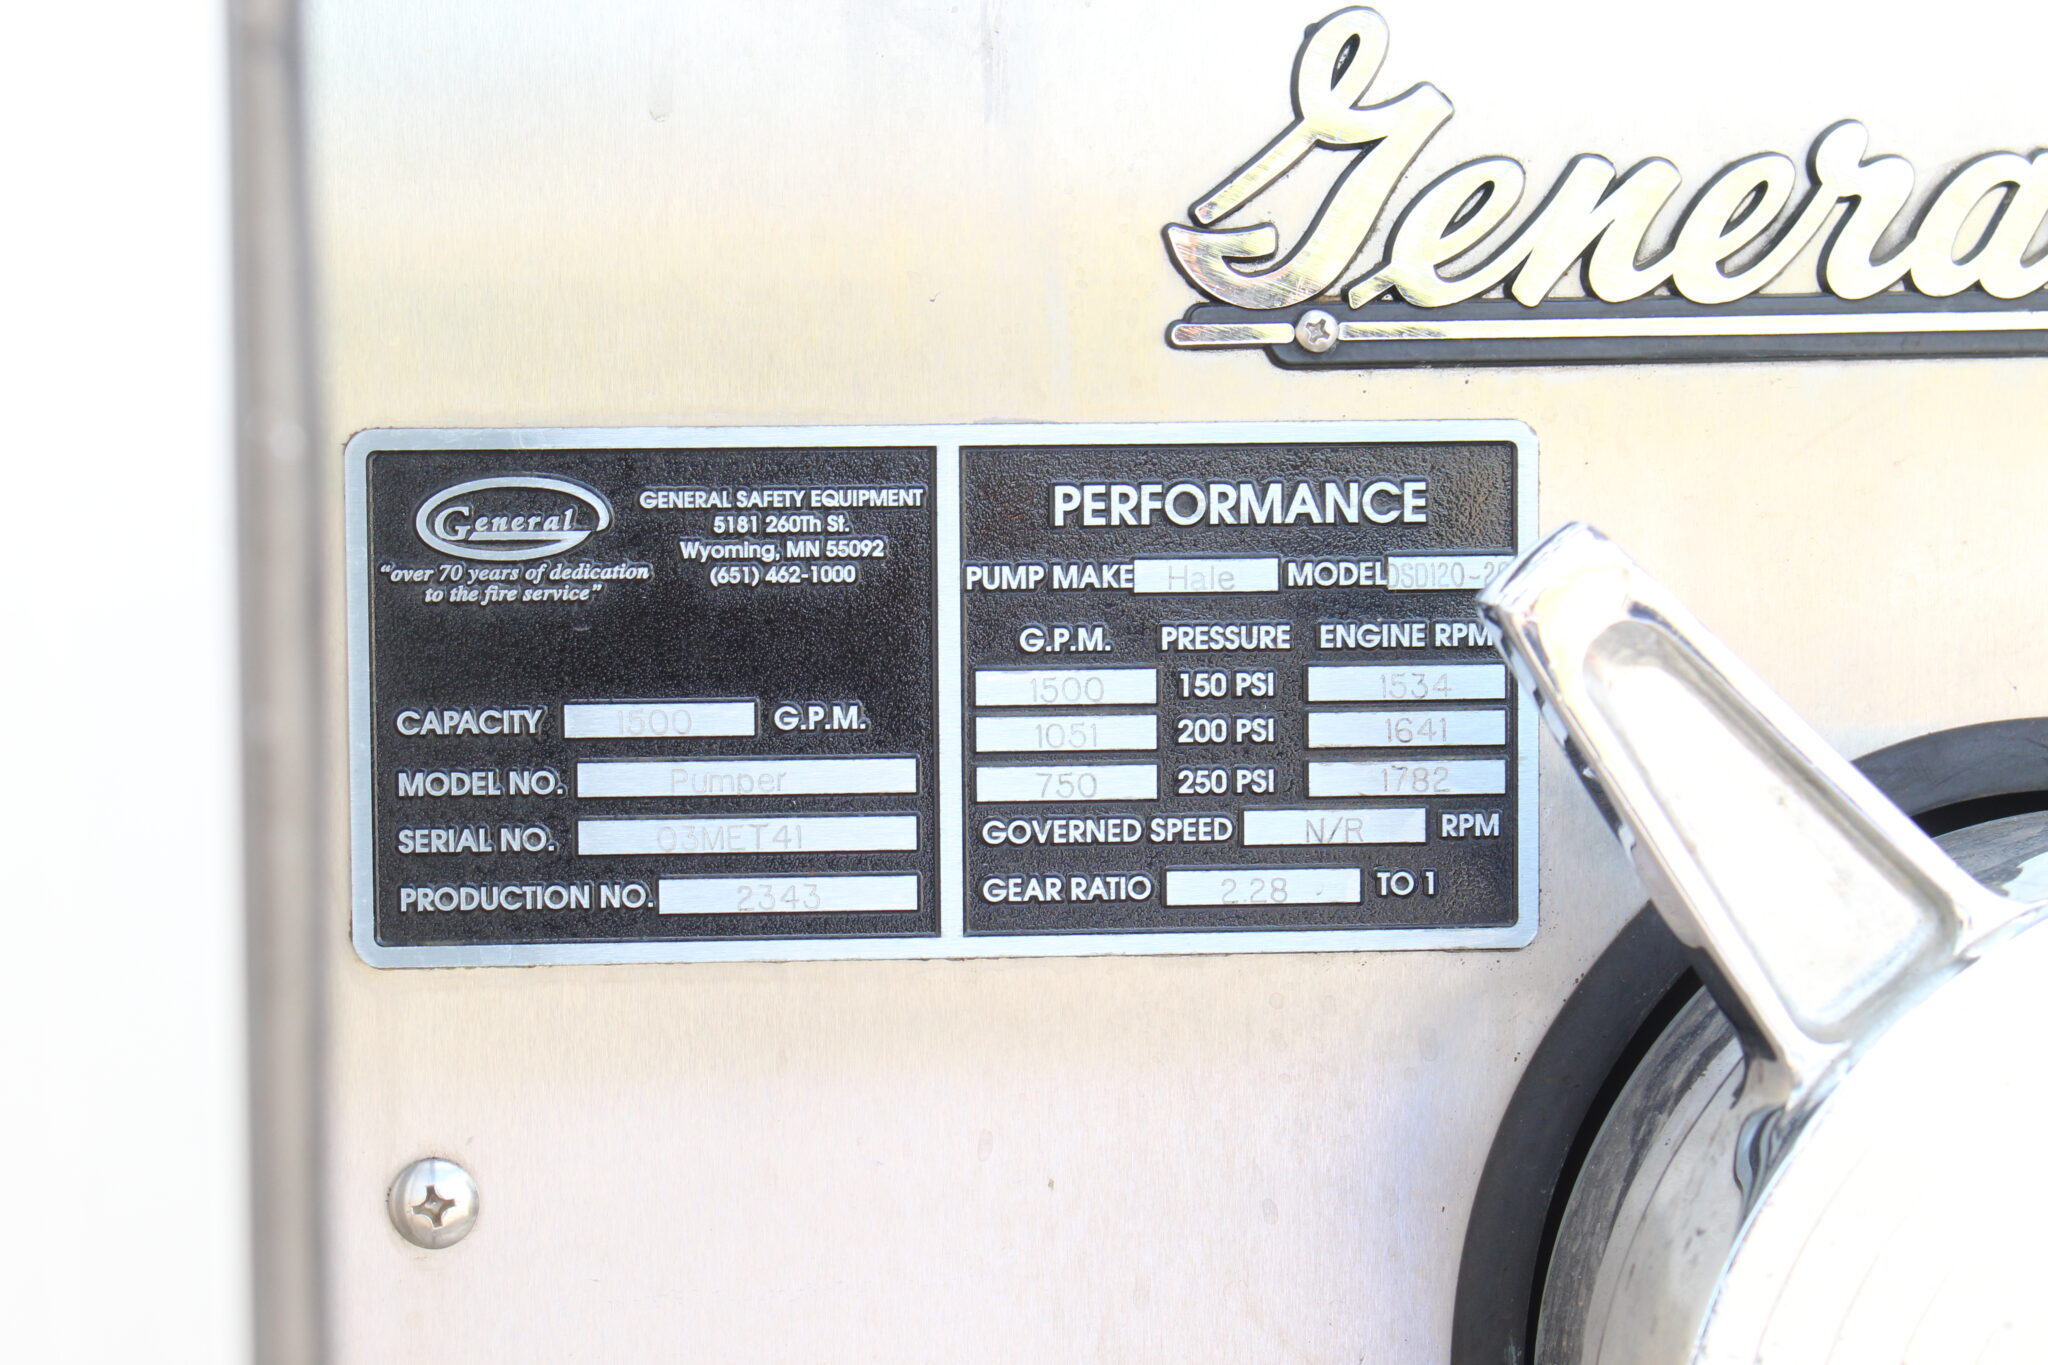 Genera
General
"over 70 years of dedication
to the fire service"
GENERAL SAFETY EQUIPMENT
5181 260Th St.
Wyoming, MN 55092
(651) 462-1000
CAPACITY 1500 G.P.M.
MODEL NO. Pumper
SERIAL NO. 03MET41
PRODUCTION NO. 2343
PERFORMANCE
PUMP MAKE Hale MODEL
G.P.M. PRESSURE ENGINE RPM
1500 150 PSI 1534
1051 200 PSI 1641
750 250 PSI 1782
GOVERNED SPEED N/R RPM
GEAR RATIO 2.28 TO 1